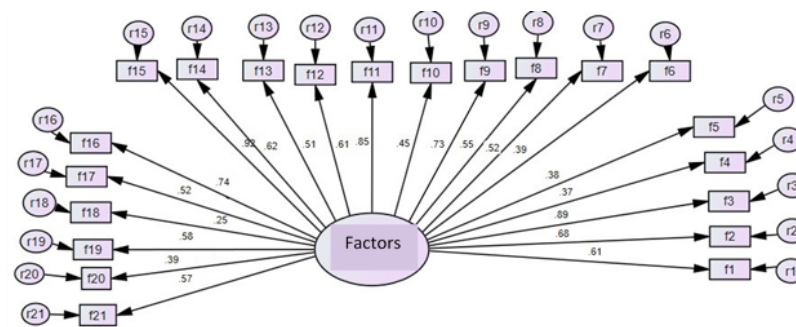 r15 r14 r13 r12 r11 r10 r9 r8 r7 r6
f15 f14 f13 f12 f11 f10 f9 f8 f7 f6
r5
f5
r16
f16
r4
f4
r17
f17
r3
f3
r18
f18
r2
f2
r19
f19
r1
f1
r20
f20
r21
f21
.92 .62 .51 .61 .85 .45 .73 .55 .52 .39
.74
.52
.25
.58
.39
.57
.38
.37
.89
.68
.61
Factors